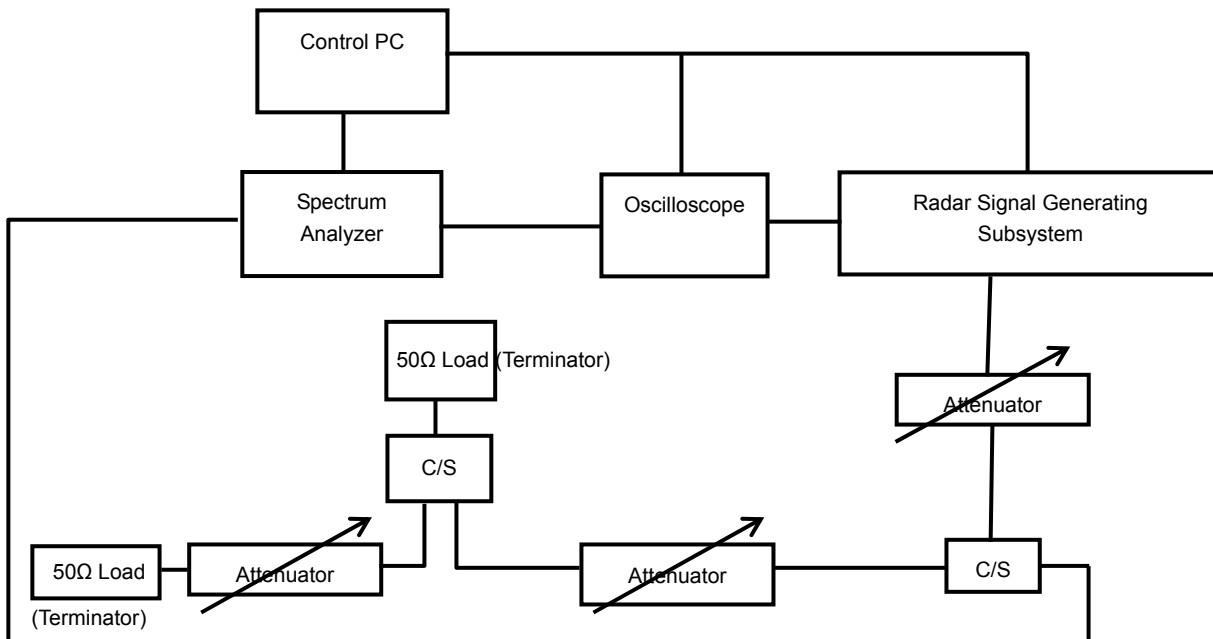 Control PC
Spectrum
Analyzer
Oscilloscope
Radar Signal Generating
Subsystem
50Ω Load (Terminator)
Attenuator
C/S
50Ω Load
(Terminator)
Attenuator
Attenuator
C/S